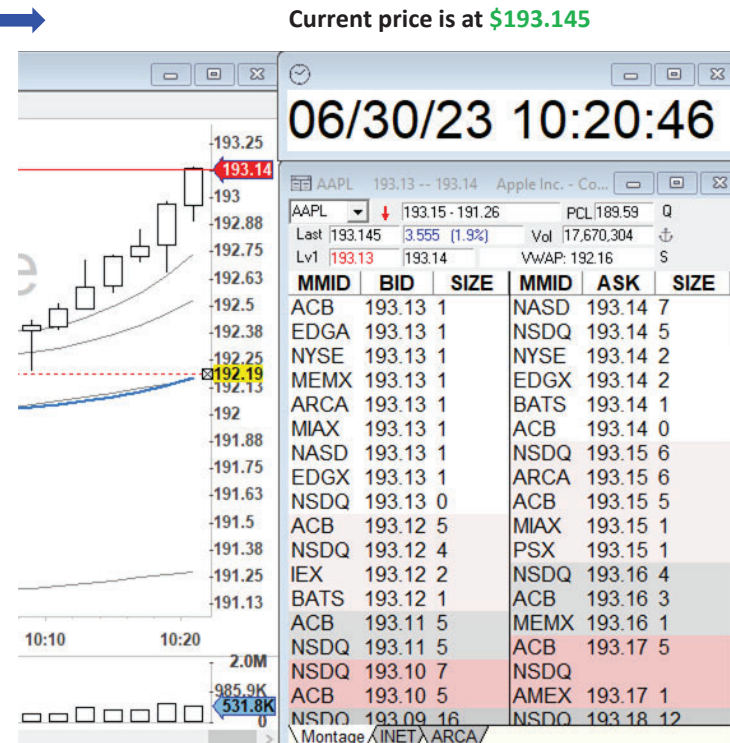 Current price is at $193.145
06/30/23 10:20:46
193.25
193.14
193
192.88
192.75
192.63
192.5
192.38
192.25
192.19
192.13
192
191.88
191.75
191.63
191.5
191.38
191.25
191.13
10:10 10:20
2.0M
985.9K
531.8K
0
AAPL 193.13 -- 193.14 Apple Inc. - Co...
AAPL 193.15 - 191.26 PCL 189.59 Q
Last 193.145 3.555 (1.9%) Vol 17,670,304
Lv1 193.13 193.14 VWAP: 192.16 S
MMID BID SIZE MMID ASK SIZE
ACB 193.13 1 NASD 193.14 7
EDGA 193.13 1 NSDQ 193.14 5
NYSE 193.13 1 NYSE 193.14 2
MEMX 193.13 1 EDGX 193.14 2
ARCA 193.13 1 BATS 193.14 1
MIAX 193.13 1 ACB 193.14 0
NASD 193.13 1 NSDQ 193.15 6
EDGX 193.13 1 ARCA 193.15 6
NSDQ 193.13 0 ACB 193.15 5
ACB 193.12 5 MIAX 193.15 1
NSDQ 193.12 4 PSX 193.15 1
IEX 193.12 2 NSDQ 193.16 4
BATS 193.12 1 ACB 193.16 3
ACB 193.11 5 MEMX 193.16 1
NSDQ 193.11 5 ACB 193.17 5
NSDQ 193.10 7 NSDQ
ACB 193.10 5 AMEX 193.17 1
NSDQ 193.09 16 NSDQ 193.18 12
Montage INET ARCA